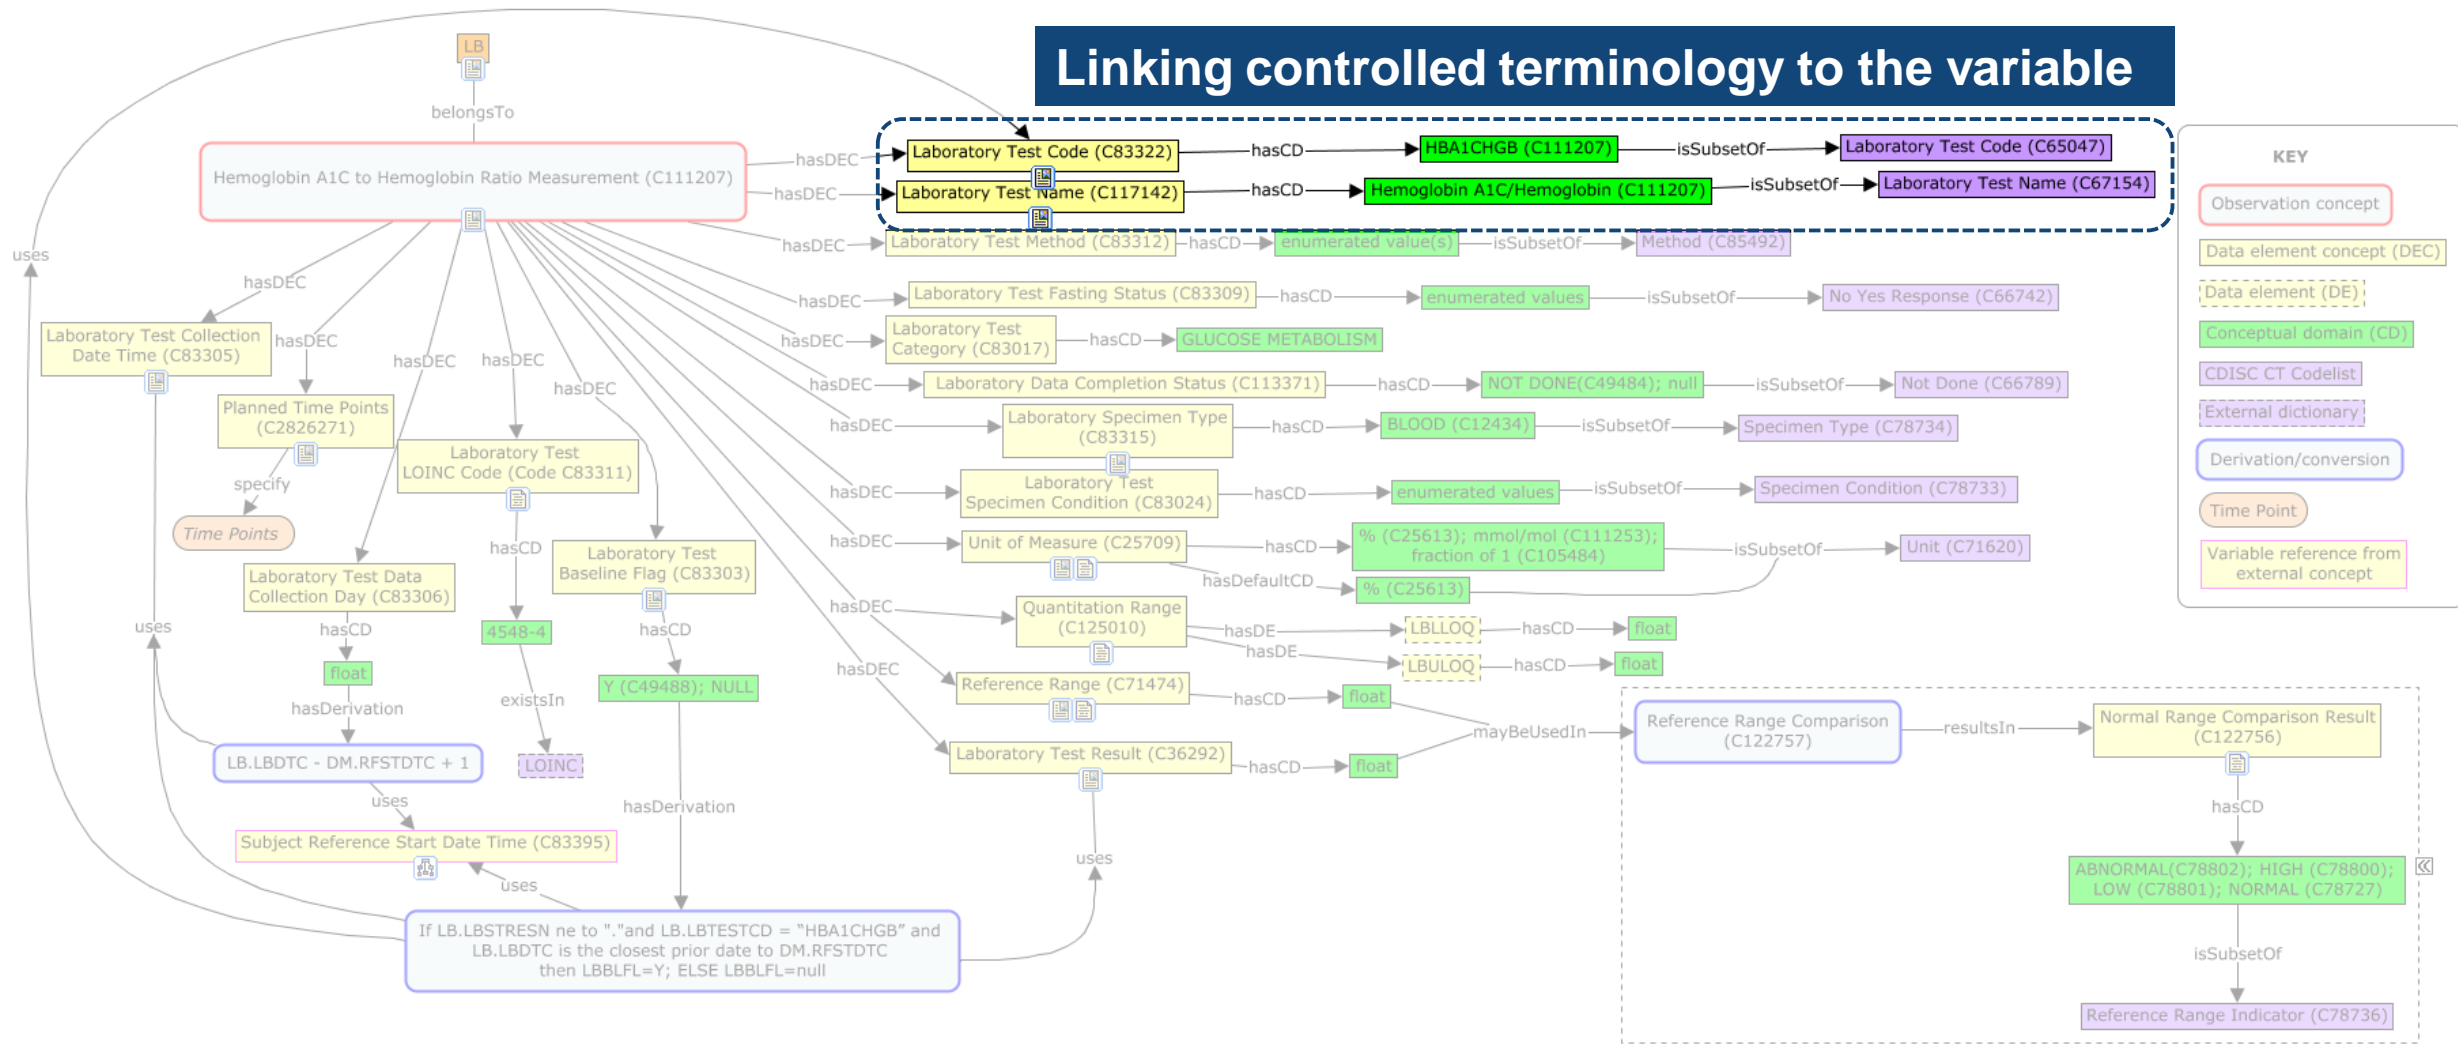 Linking controlled terminology to the variable
LB
belongsTo
Hemoglobin A1C to Hemoglobin Ratio Measurement (C111207)
hasDEC
Laboratory Test Code (C83322)
hasCD
HBA1CHGB (C111207)
isSubsetOf
Laboratory Test Code (C65047)
hasDEC
Laboratory Test Name (C117142)
hasCD
Hemoglobin A1C/Hemoglobin (C111207)
isSubsetOf
Laboratory Test Name (C67154)
hasDEC
Laboratory Test Method (C83312)
hasCD
enumerated value(s)
isSubsetOf
Method (C85492)
hasDEC
Laboratory Test Fasting Status (C83309)
hasCD
enumerated values
isSubsetOf
No Yes Response (C66742)
hasDEC
Laboratory Test
Category (C83017)
hasCD
GLUCOSE METABOLISM
hasDEC
Laboratory Data Completion Status (C113371)
hasCD
NOT DONE(C49484); null
isSubsetOf
Not Done (C66789)
hasDEC
Laboratory Specimen Type
(C83315)
hasCD
BLOOD (C12434)
isSubsetOf
Specimen Type (C78734)
hasDEC
Laboratory Test
Specimen Condition (C83024)
hasCD
enumerated values
isSubsetOf
Specimen Condition (C78733)
hasDEC
Unit of Measure (C25709)
hasCD
% (C25613); mmol/mol (C111253);
fraction of 1 (C105484)
isSubsetOf
Unit (C71620)
hasDefaultCD
% (C25613)
hasDEC
Quantitation Range
(C125010)
hasDE
LBLLOQ
hasCD
float
hasDE
LBULOQ
hasCD
float
Reference Range (C71474)
hasCD
float
hasDEC
Laboratory Test Result (C36292)
hasCD
float
mayBeUsedIn
Reference Range Comparison
(C122757)
resultsIn
Normal Range Comparison Result
(C122756)
hasCD
ABNORMAL(C78802); HIGH (C78800);
LOW (C78801); NORMAL (C78727)
isSubsetOf
Reference Range Indicator (C78736)
uses
hasDEC
Laboratory Test Collection
Date Time (C83305)
hasDEC
Planned Time Points
(C2826271)
specify
Time Points
hasDEC
Laboratory Test Data
Collection Day (C83306)
hasCD
float
hasDerivation
LB.LBDTC - DM.RFSTDTC + 1
uses
uses
Subject Reference Start Date Time (C83395)
hasDEC
Laboratory Test
LOINC Code (Code C83311)
hasCD
4548-4
existsIn
LOINC
hasDEC
Laboratory Test
Baseline Flag (C83303)
hasCD
Y (C49488); NULL
hasDerivation
uses
uses
If LB.LBSTRESN ne to "."and LB.LBTESTCD = “HBA1CHGB” and
LB.LBDTC is the closest prior date to DM.RFSTDTC
then LBBLFL=Y; ELSE LBBLFL=null
KEY
Observation concept
Data element concept (DEC)
Data element (DE)
Conceptual domain (CD)
CDISC CT Codelist
External dictionary
Derivation/conversion
Time Point
Variable reference from
external concept